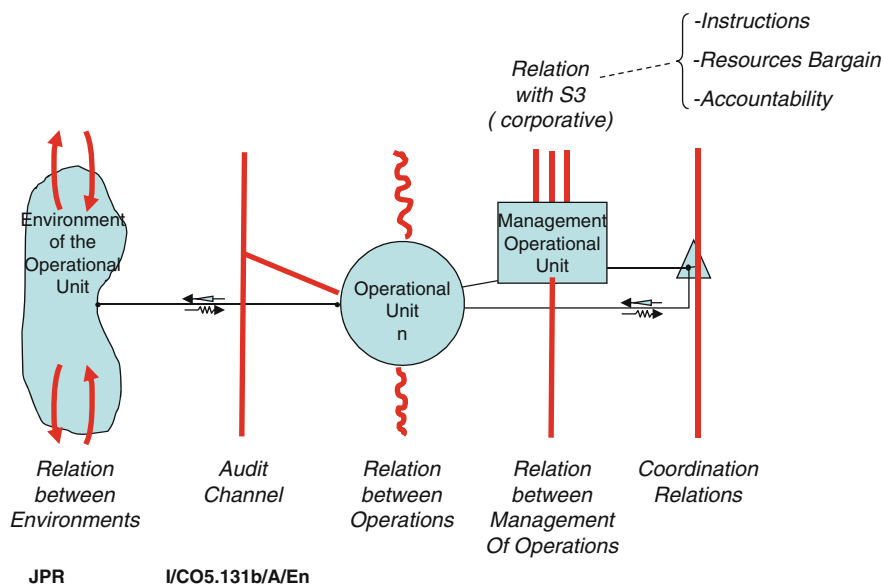 -Instructions
-Resources Bargain
-Accountability
Relation
with S3
( corporative)
Environment
of the
Operational
Unit
Operational
Unit
n
Management
Operational
Unit
Relation
between
Environments
Audit
Channel
Relation
between
Operations
Relation
between
Management
Of Operations
Coordination
Relations
JPR
I/CO5.131b/A/En